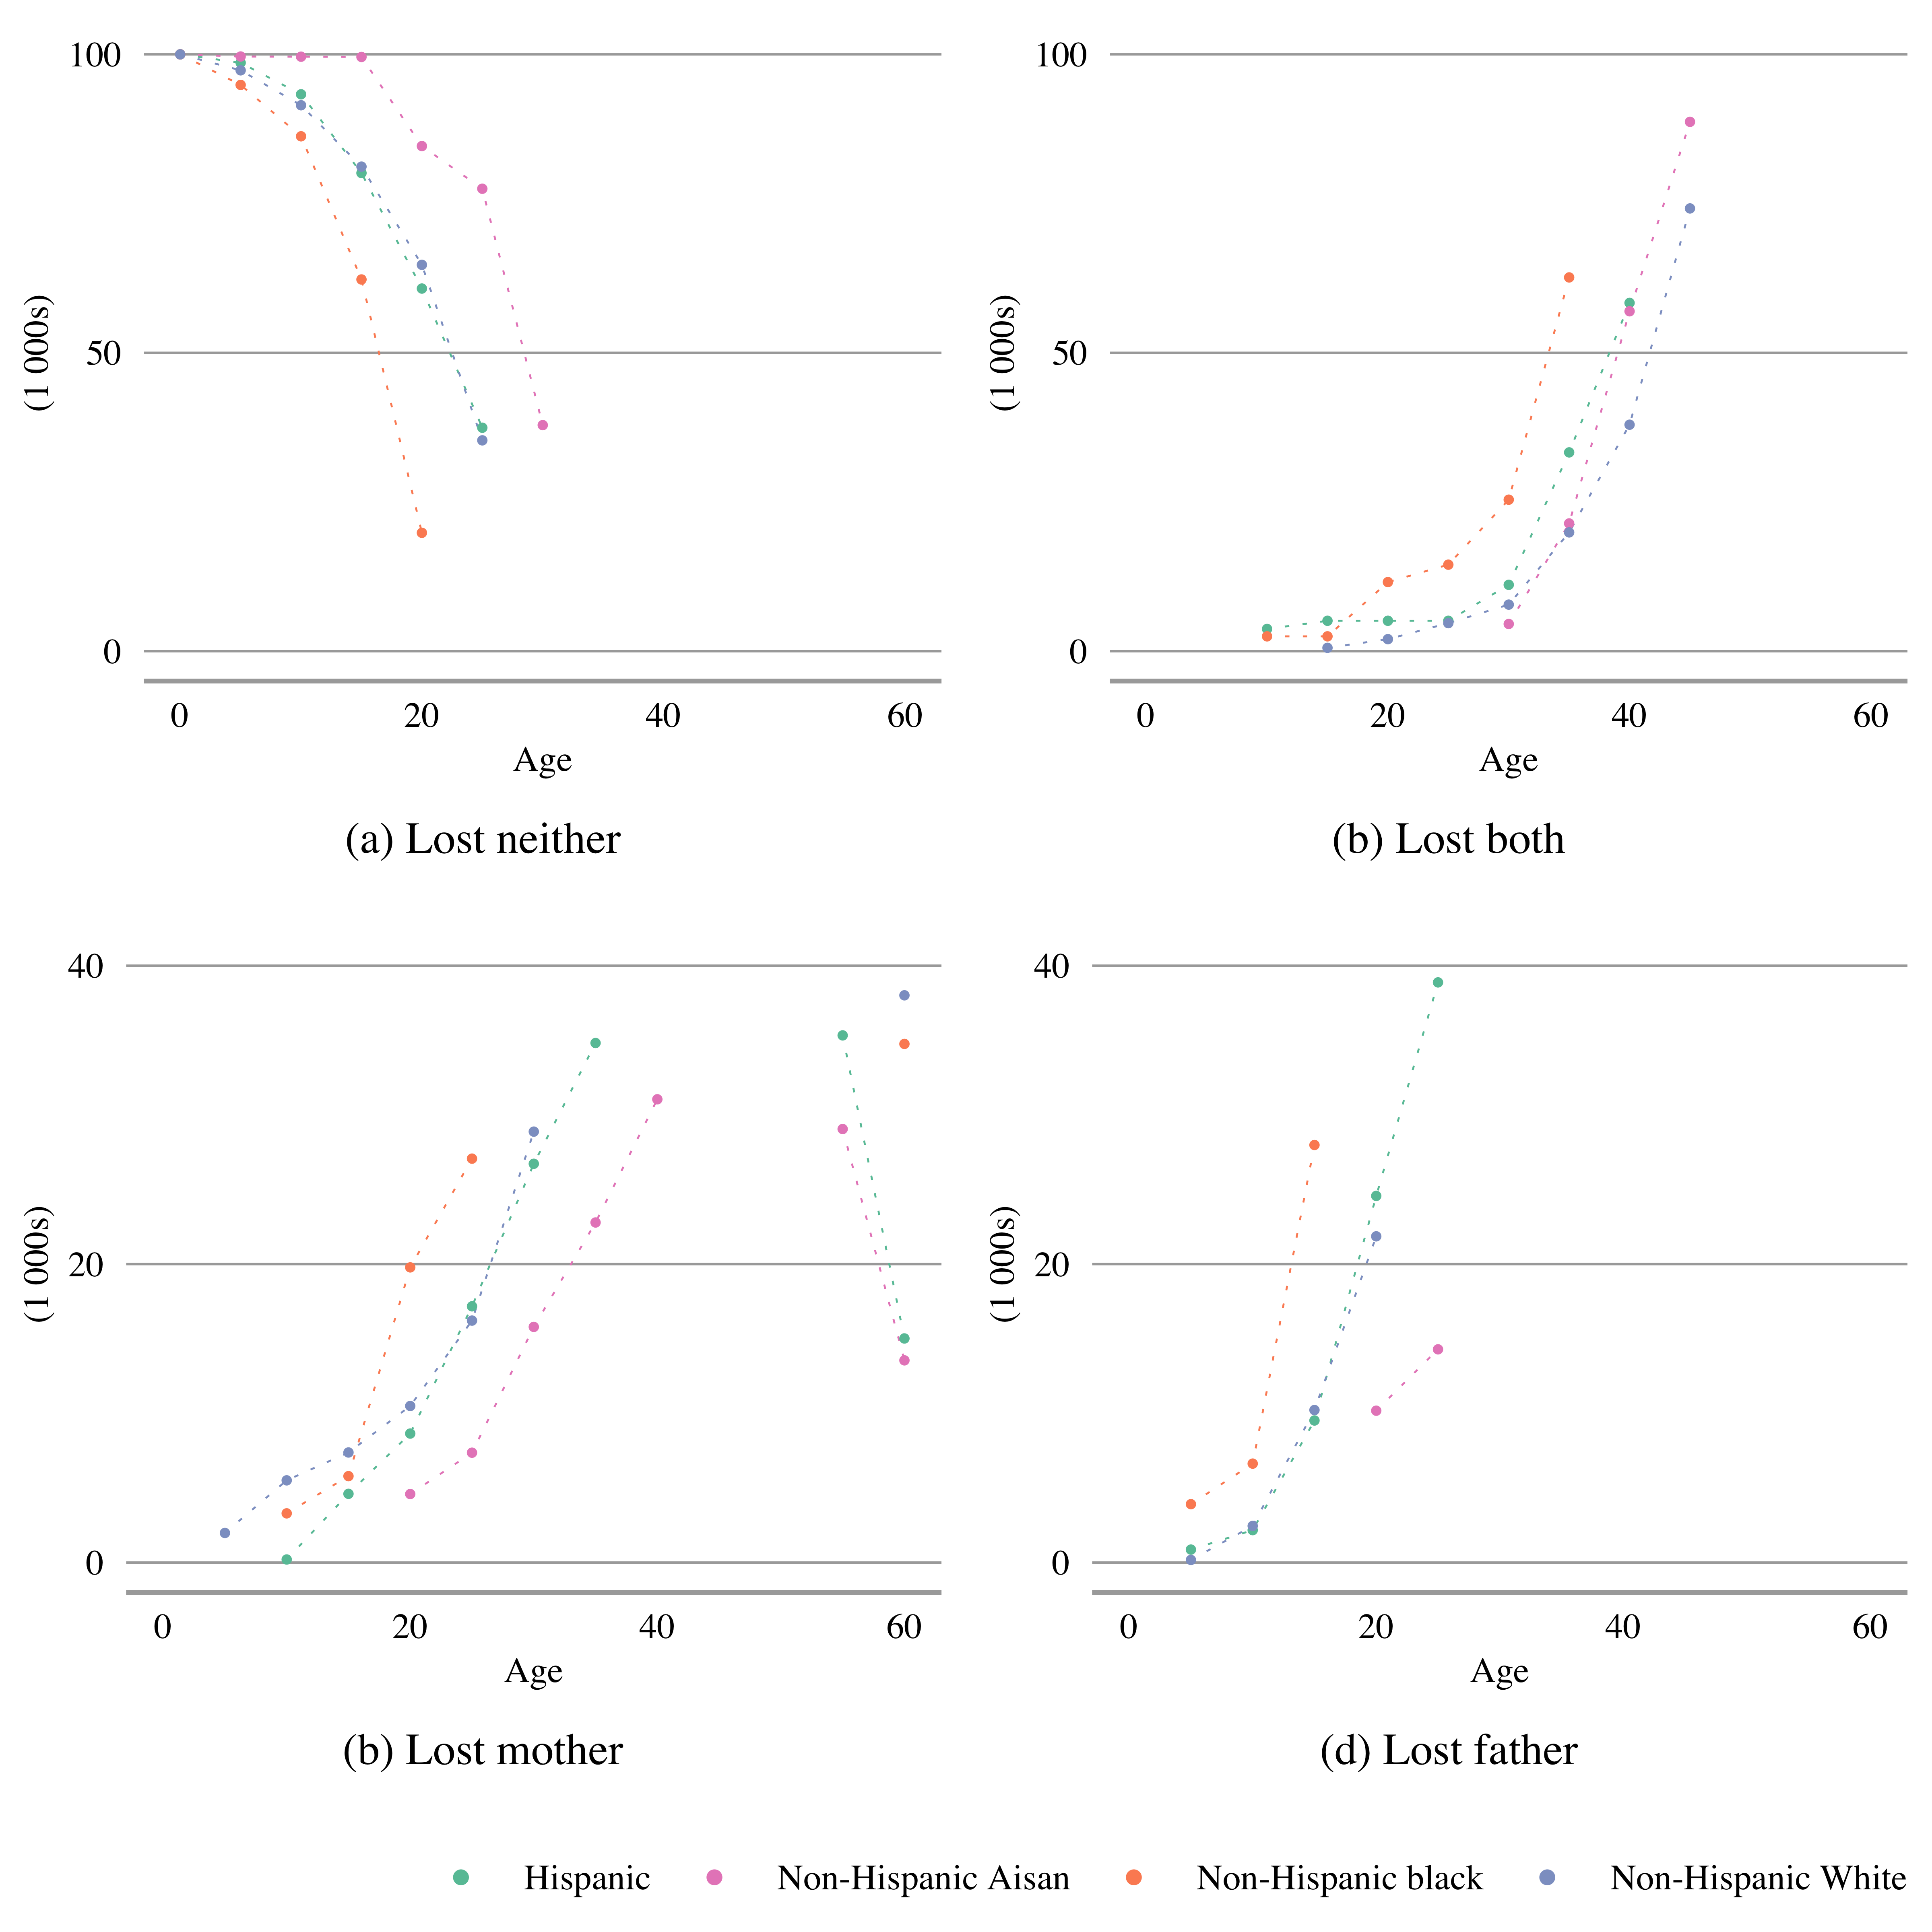 100
50
0
(1 000s)
0 20 40 60
Age
(a) Lost neither
100
50
0
(1 000s)
0 20 40 60
Age
(b) Lost both
40
20
0
(1 000s)
0 20 40 60
Age
(b) Lost mother
40
20
0
(1 000s)
0 20 40 60
Age
(d) Lost father
Hispanic Non-Hispanic Aisan Non-Hispanic black Non-Hispanic White